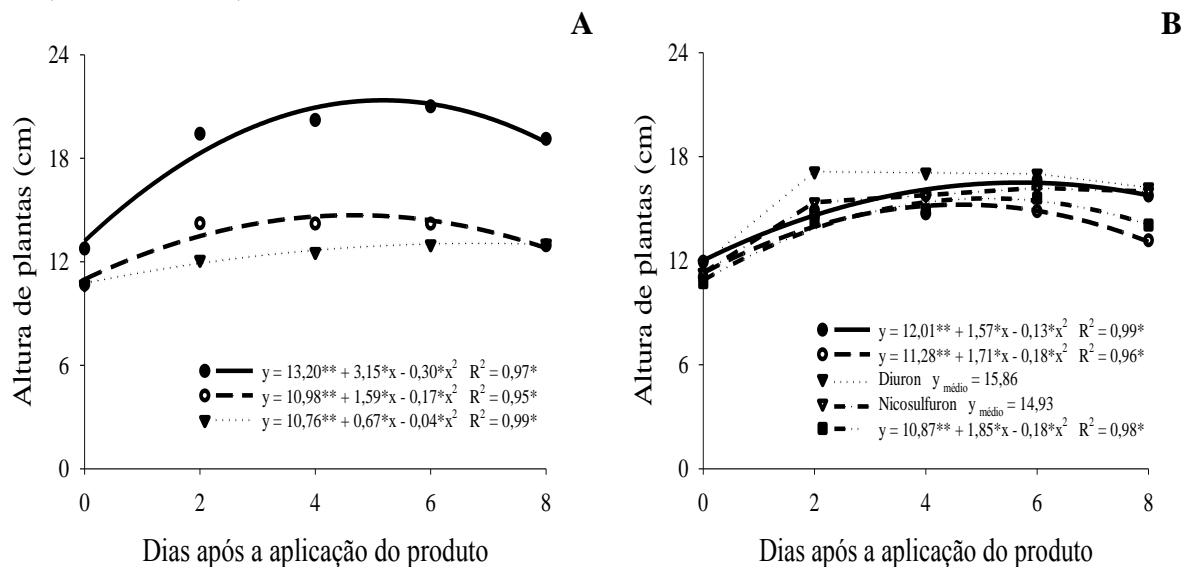 A
Altura de plantas (cm)
24
18
12
6
0
y = 13,20** + 3,15*x - 0,30*x² R² = 0,97*
y = 10,98** + 1,59*x - 0,17*x² R² = 0,95*
y = 10,76** + 0,67*x - 0,04*x² R² = 0,99*
0 2 4 6 8
Dias após a aplicação do produto
B
Altura de plantas (cm)
24
18
12
6
0
y = 12,01** + 1,57*x - 0,13*x² R² = 0,99*
y = 11,28** + 1,71*x - 0,18*x² R² = 0,96*
Diuron y médio = 15,86
Nicosulfuron y médio = 14,93
y = 10,87** + 1,85*x - 0,18*x² R² = 0,98*
0 2 4 6 8
Dias após a aplicação do produto